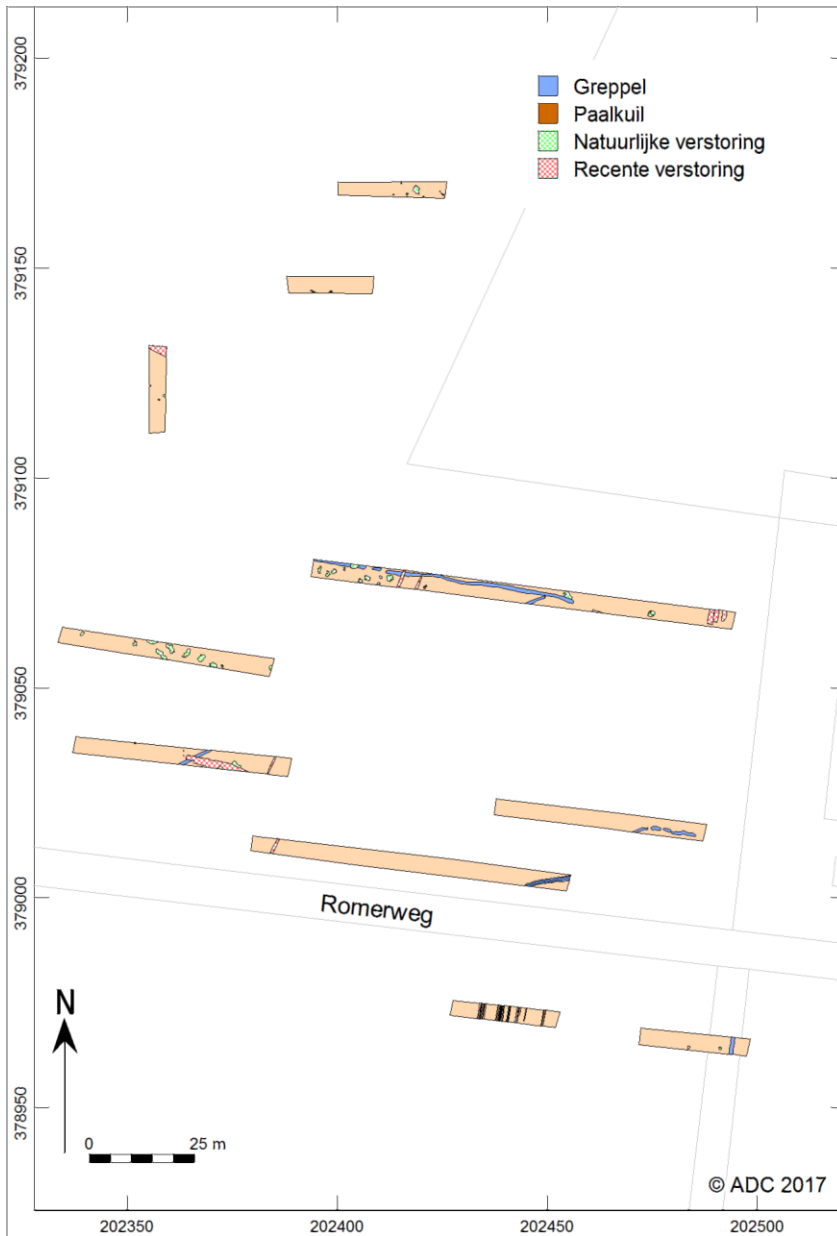 379200
Greppel
Paalkuil
Natuurlijke verstoring
Recente verstoring
379150
379100
379050
379000
Romerweg
N
378950
0 25 m
© ADC 2017
202350 202400 202450 202500